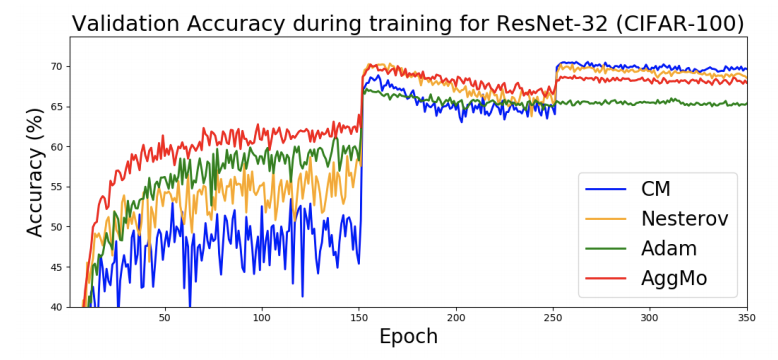 Validation Accuracy during training for ResNet-32 (CIFAR-100)
Accuracy (%)
70
65
60
55
50
45
40
50
100
150
200
250
300
350
Epoch
CM
Nesterov
Adam
AggMo